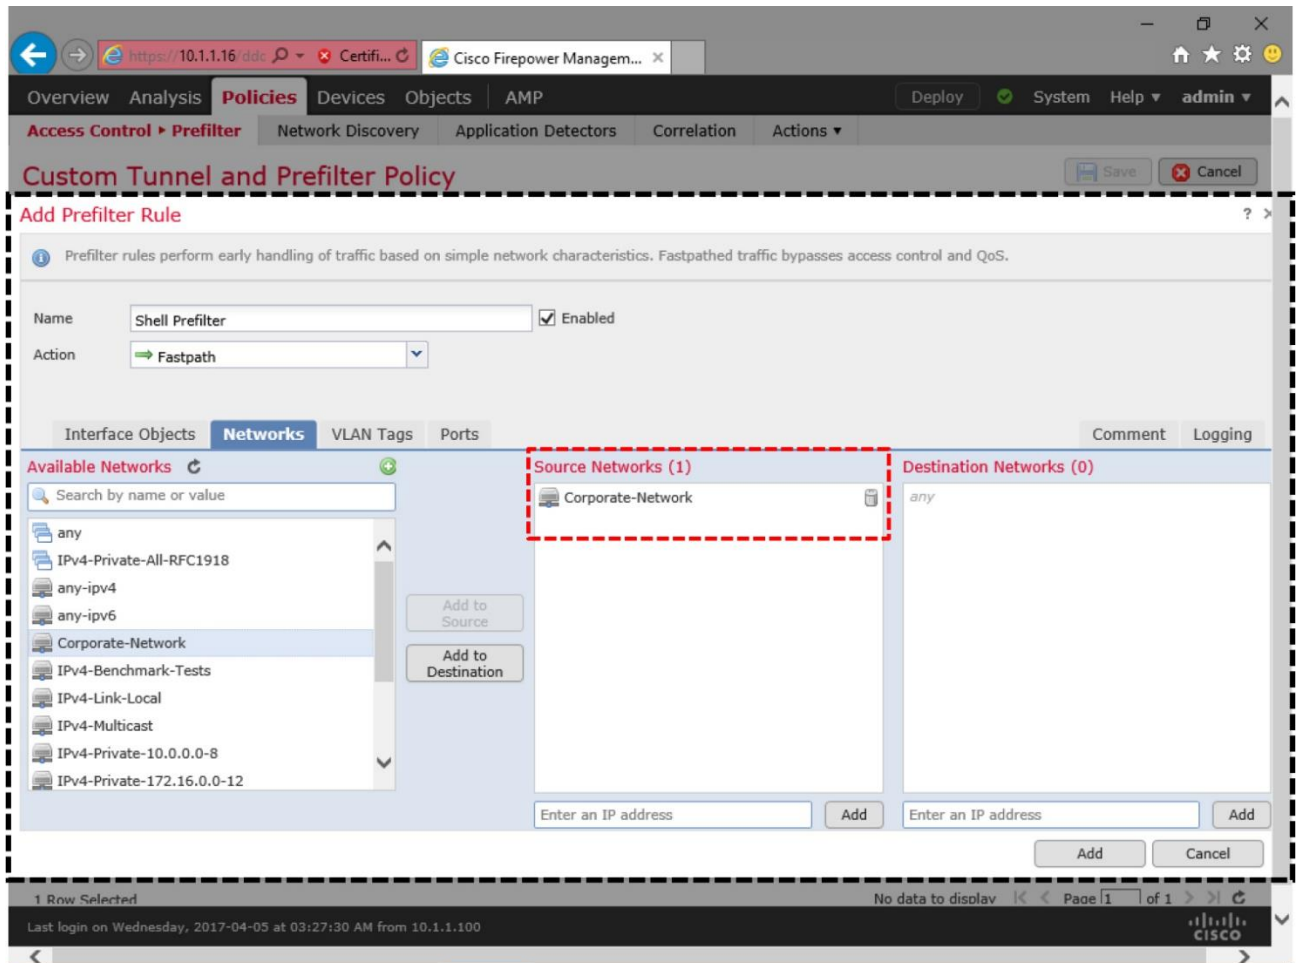 https://10.1.1.16/ddc Certifi... Cisco Firepower Managem...
Overview Analysis Policies Devices Objects AMP Deploy System Help ▼ admin ▼
Access Control ▸ Prefilter Network Discovery Application Detectors Correlation Actions ▼
Custom Tunnel and Prefilter Policy Save Cancel
Add Prefilter Rule ?
Prefilter rules perform early handling of traffic based on simple network characteristics. Fastpathed traffic bypasses access control and QoS.
Name Shell Prefilter Enabled
Action Fastpath
Interface Objects Networks VLAN Tags Ports Comment Logging
Available Networks Source Networks (1) Destination Networks (0)
Search by name or value Corporate-Network any
any
IPv4-Private-All-RFC1918
any-ipv4
any-ipv6
Corporate-Network
IPv4-Benchmark-Tests
IPv4-Link-Local
IPv4-Multicast
IPv4-Private-10.0.0.0-8
IPv4-Private-172.16.0.0-12
Add to
Source
Add to
Destination
Enter an IP address Add Enter an IP address Add
Add Cancel
1 Row Selected No data to display Page 1 of 1
Last login on Wednesday, 2017-04-05 at 03:27:30 AM from 10.1.1.100
CISCO